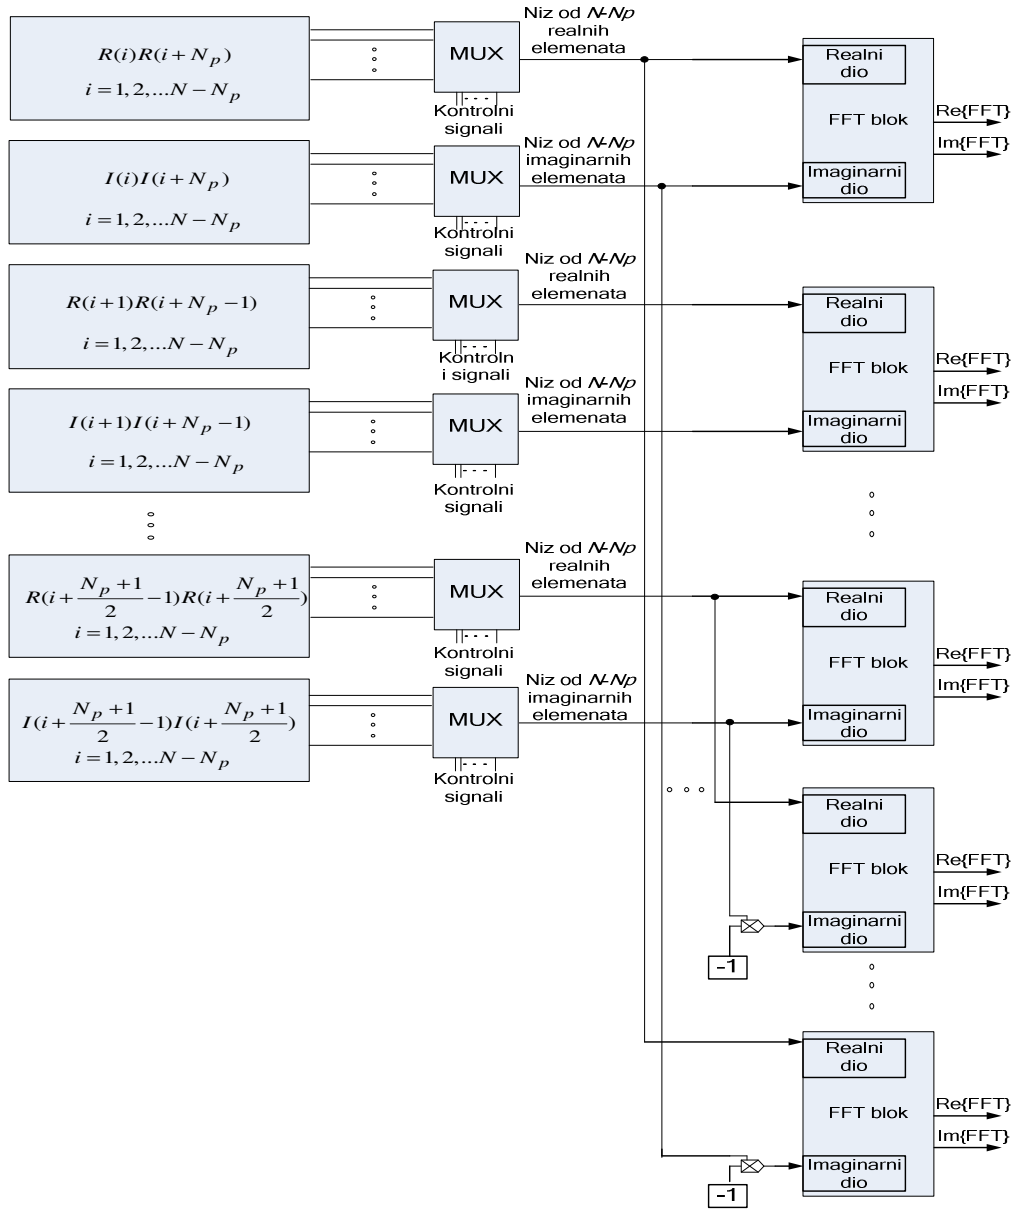 R(i)R(i + N_p)
i = 1, 2, ...N − N_p
MUX
Kontrolni
signali
Niz od N-Np
realnih
elemenata
I(i)I(i + N_p)
i = 1, 2, ...N − N_p
MUX
Kontrolni
signali
Niz od N-Np
imaginarnih
elemenata
Realni
dio
FFT blok
Imaginarni
dio
Re{FFT}
Im{FFT}
R(i+1)R(i + N_p −1)
i = 1, 2, ...N − N_p
MUX
Kontroln
i signali
Niz od N-Np
realnih
elemenata
I(i+1)I(i + N_p −1)
i = 1, 2, ...N − N_p
MUX
Kontrolni
signali
Niz od N-Np
imaginarnih
elemenata
Realni
dio
FFT blok
Imaginarni
dio
Re{FFT}
Im{FFT}
R(i + (N_p +1)/2 −1)R(i + (N_p +1)/2)
i = 1, 2, ...N − N_p
MUX
Kontrolni
signali
Niz od N-Np
realnih
elemenata
I(i + (N_p +1)/2 −1)I(i + (N_p +1)/2)
i = 1, 2, ...N − N_p
MUX
Kontrolni
signali
Niz od N-Np
imaginarnih
elemenata
Realni
dio
FFT blok
Imaginarni
dio
Re{FFT}
Im{FFT}
Realni
dio
FFT blok
Imaginarni
dio
Re{FFT}
Im{FFT}
-1
Realni
dio
FFT blok
Imaginarni
dio
Re{FFT}
Im{FFT}
-1